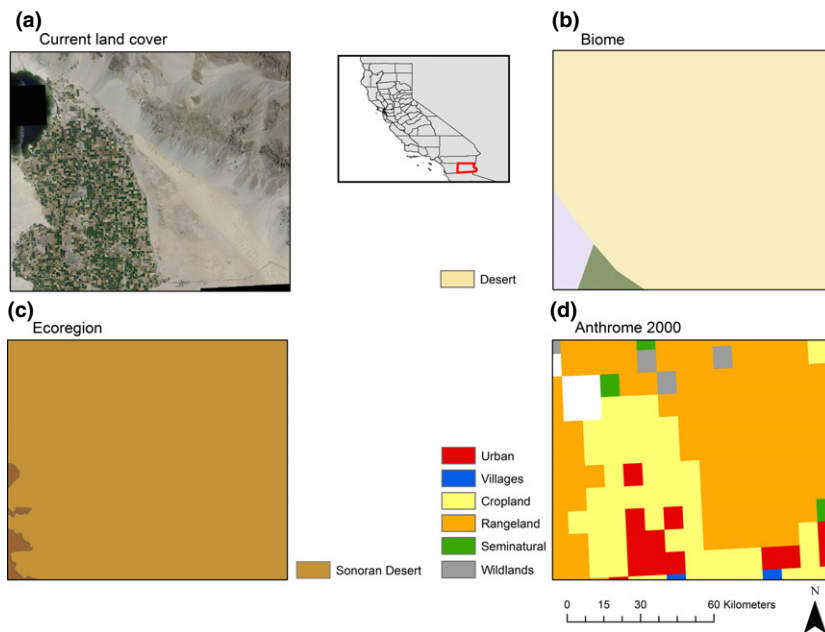 (a)
Current land cover
(b)
Biome
Desert
(c)
Ecoregion
(d)
Anthrome 2000
Urban
Villages
Cropland
Rangeland
Seminatural
Wildlands
Sonoran Desert
N
0 15 30 60 Kilometers